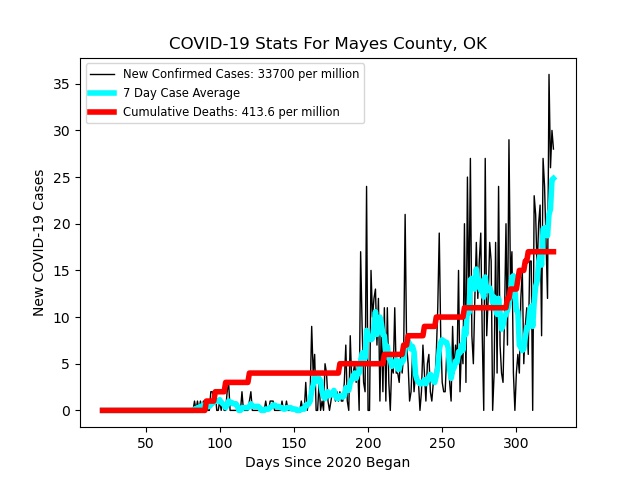 COVID-19 Stats For Mayes County, OK
New Confirmed Cases: 33700 per million
7 Day Case Average
Cumulative Deaths: 413.6 per million
New COVID-19 Cases
35
30
25
20
15
10
5
0
50 100 150 200 250 300
Days Since 2020 Began